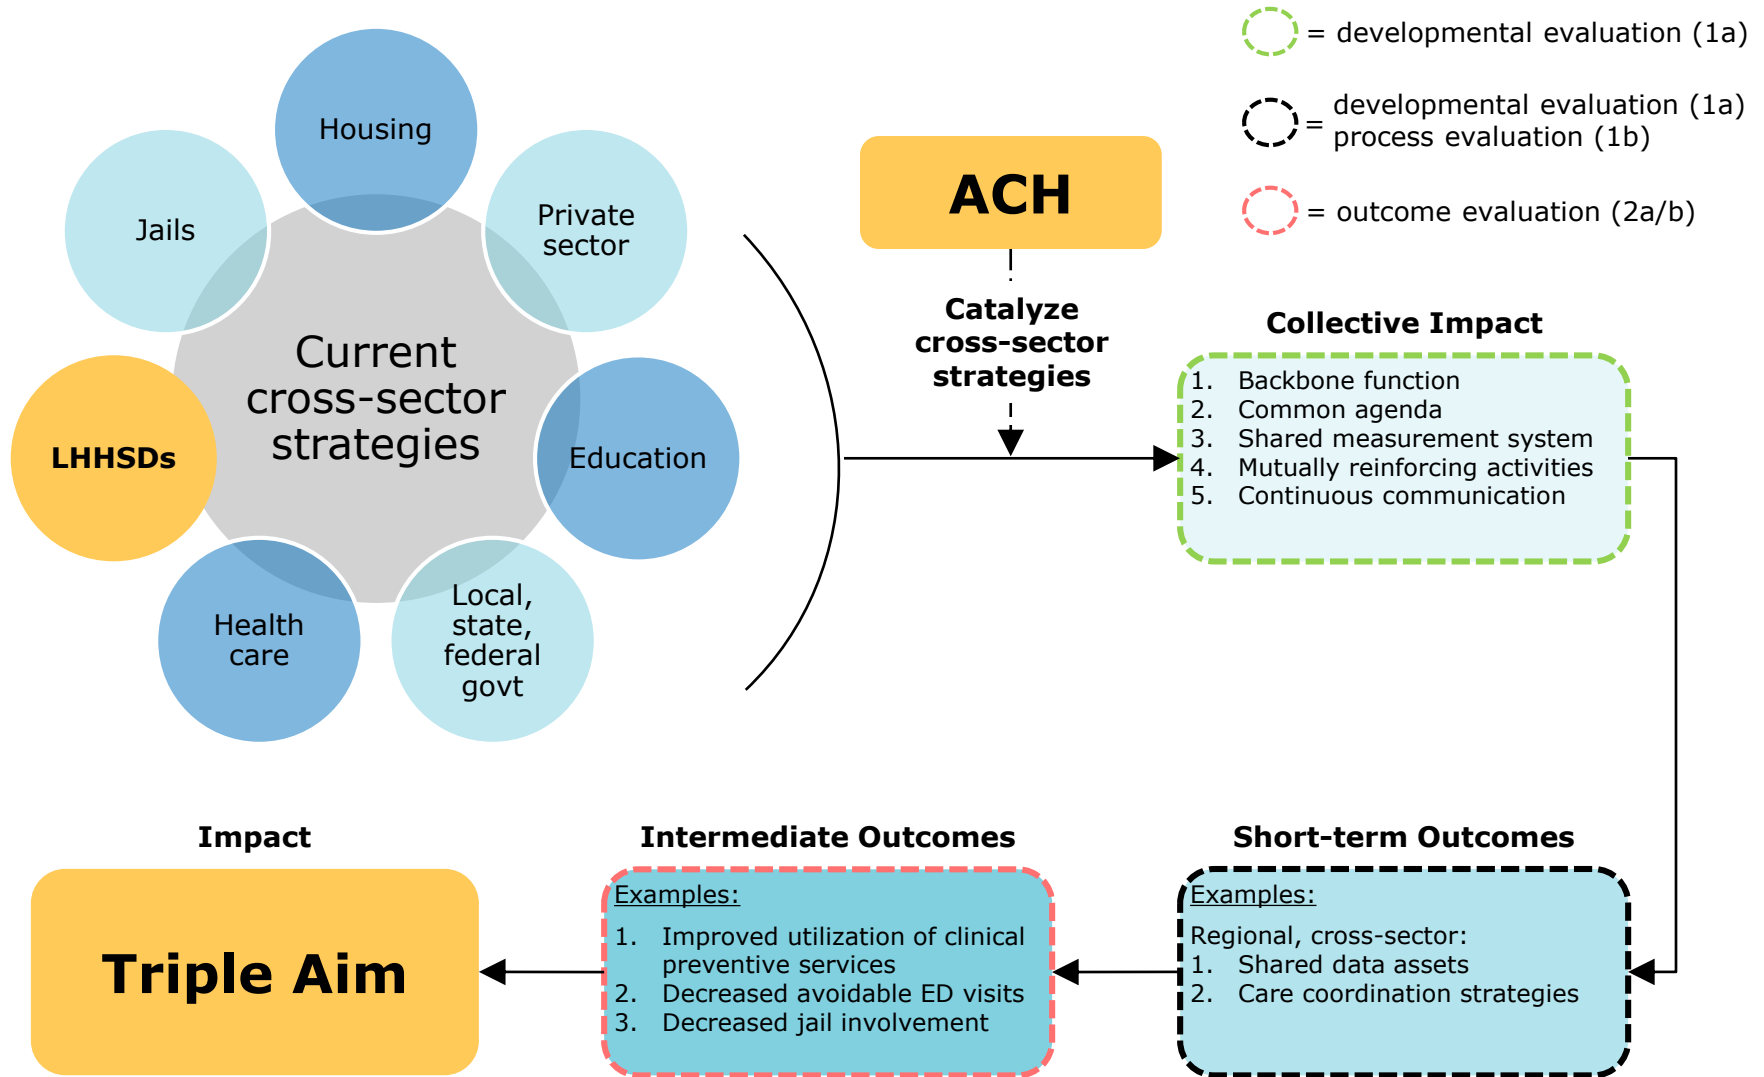 = developmental evaluation (1a)
= developmental evaluation (1a)
process evaluation (1b)
= outcome evaluation (2a/b)
Housing
Jails
Private
sector
Current
cross-sector
strategies
LHHSDs
Education
Health
care
Local,
state,
federal
govt
ACH
Catalyze
cross-sector
strategies
Collective Impact
1. Backbone function
2. Common agenda
3. Shared measurement system
4. Mutually reinforcing activities
5. Continuous communication
Short-term Outcomes
Examples:
Regional, cross-sector:
1. Shared data assets
2. Care coordination strategies
Intermediate Outcomes
Examples:
1. Improved utilization of clinical
preventive services
2. Decreased avoidable ED visits
3. Decreased jail involvement
Impact
Triple Aim